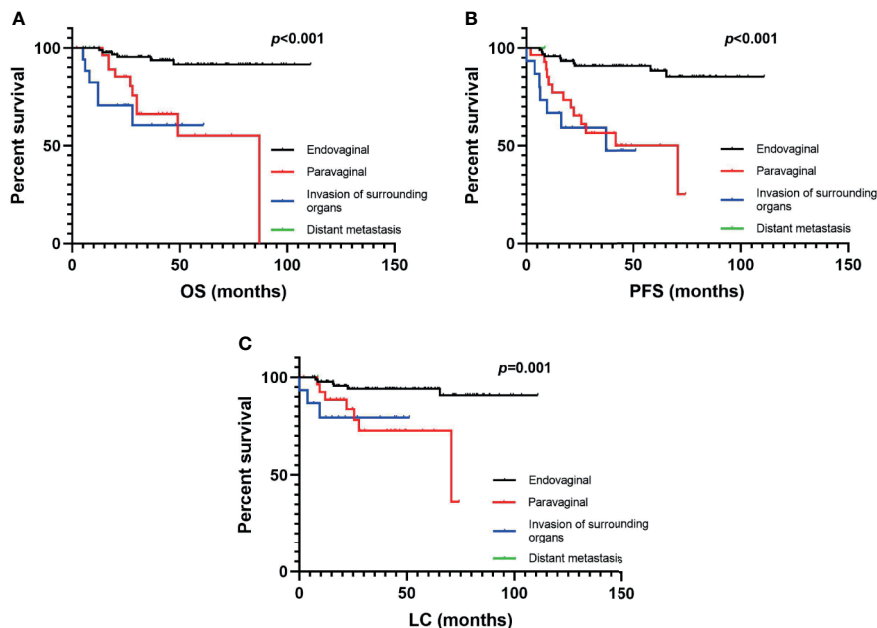 A
p<0.001
Percent survival
100
50
0
0 50 100 150
OS (months)
Endovaginal
Paravaginal
Invasion of surrounding
organs
Distant metastasis
B
p<0.001
Percent survival
100
50
0
0 50 100 150
PFS (months)
Endovaginal
Paravaginal
Invasion of surrounding
organs
Distant metastasis
C
p=0.001
Percent survival
100
50
0
0 50 100 150
LC (months)
Endovaginal
Paravaginal
Invasion of surrounding
organs
Distant metastasis